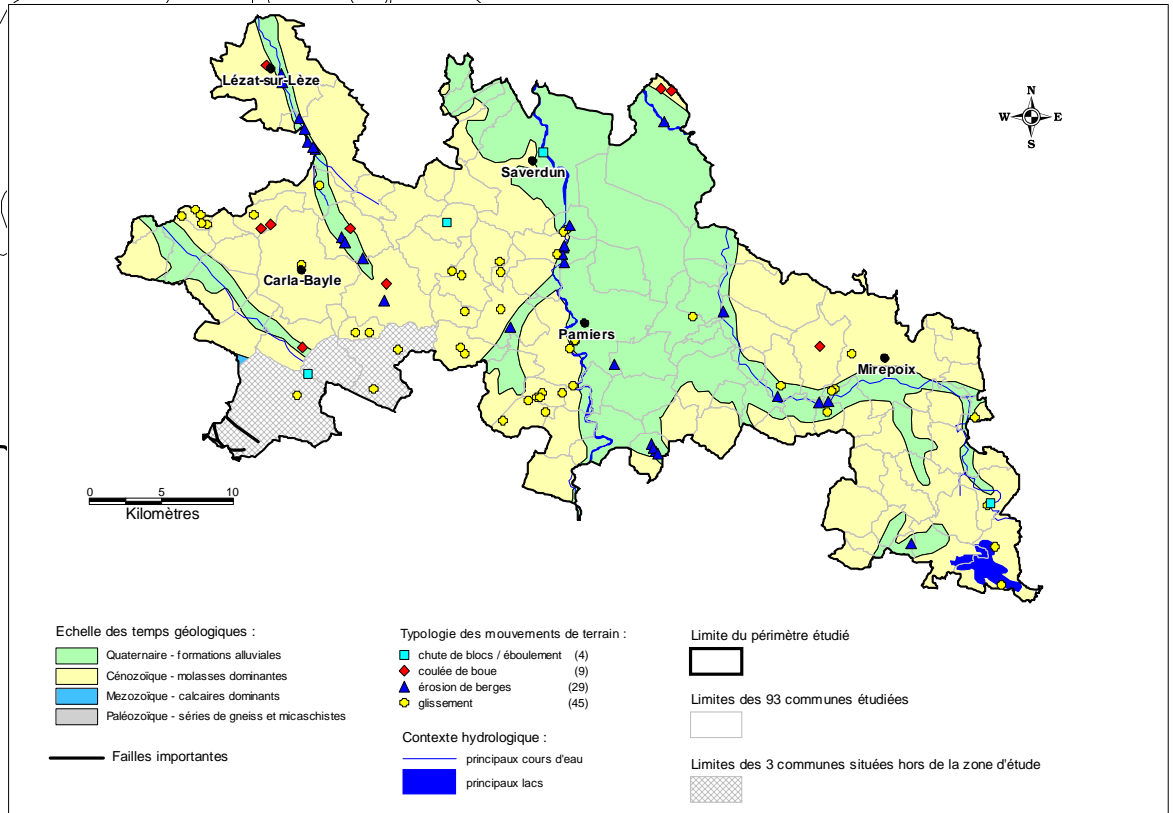 Lézat-sur-Lèze
N
W E
S
Saverdun
Carla-Bayle
Pamiers
Mirepoix
0 5 10
Kilomètres
Echelle des temps géologiques :
Quaternaire - formations alluviales
Cénozoïque - molasses dominantes
Mezozoïque - calcaires dominants
Paléozoïque - séries de gneiss et micaschistes
Failles importantes
Typologie des mouvements de terrain :
chute de blocs / éboulement (4)
coulée de boue (9)
érosion de berges (29)
glissement (45)
Contexte hydrologique :
principaux cours d'eau
principaux lacs
Limite du périmètre étudié
Limites des 93 communes étudiées
Limites des 3 communes situées hors de la zone d'étude